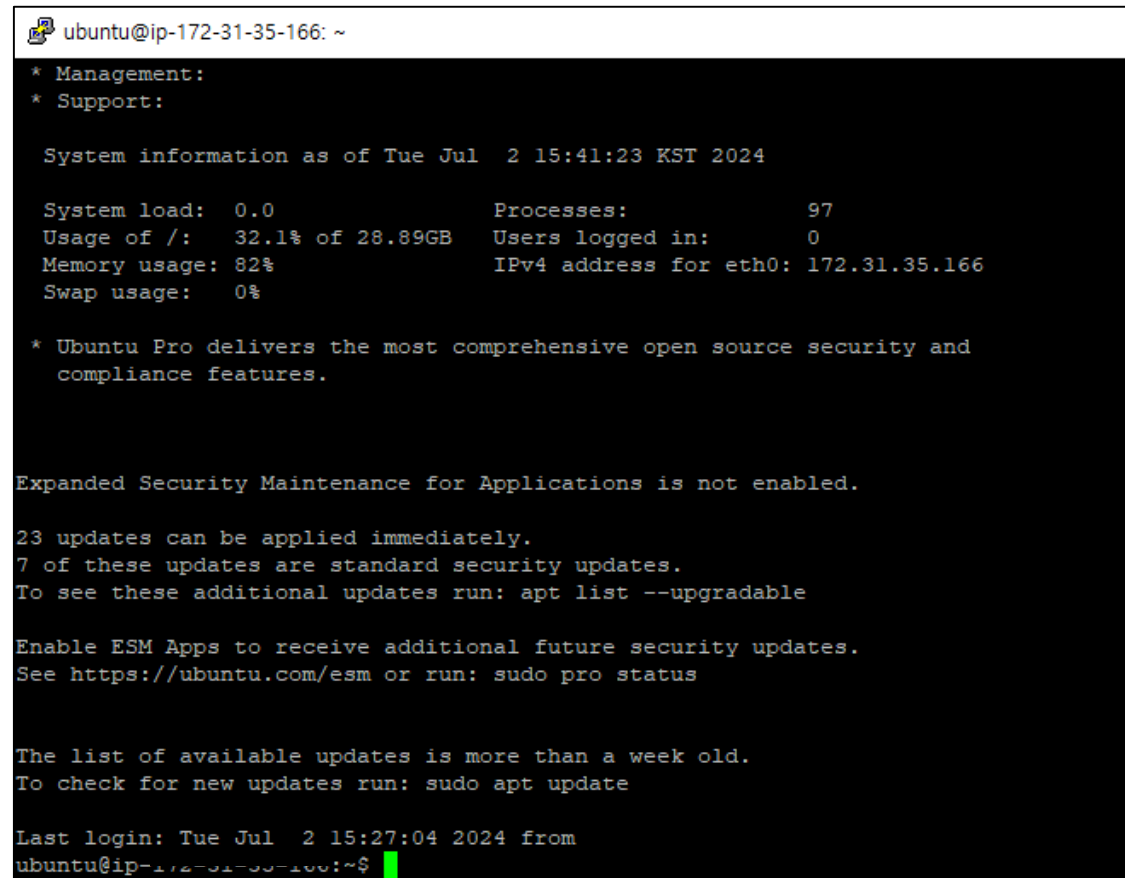 ubuntu@ip-172-31-35-166: ~
* Management:
* Support:
System information as of Tue Jul  2 15:41:23 KST 2024
System load:  0.0                Processes:             97
Usage of /:   32.1% of 28.89GB   Users logged in:       0
Memory usage: 82%                IPv4 address for eth0: 172.31.35.166
Swap usage:   0%
* Ubuntu Pro delivers the most comprehensive open source security and
compliance features.
Expanded Security Maintenance for Applications is not enabled.
23 updates can be applied immediately.
7 of these updates are standard security updates.
To see these additional updates run: apt list --upgradable
Enable ESM Apps to receive additional future security updates.
See https://ubuntu.com/esm or run: sudo pro status
The list of available updates is more than a week old.
To check for new updates run: sudo apt update
Last login: Tue Jul  2 15:27:04 2024 from
ubuntu@ip-172-31-35-166:~$